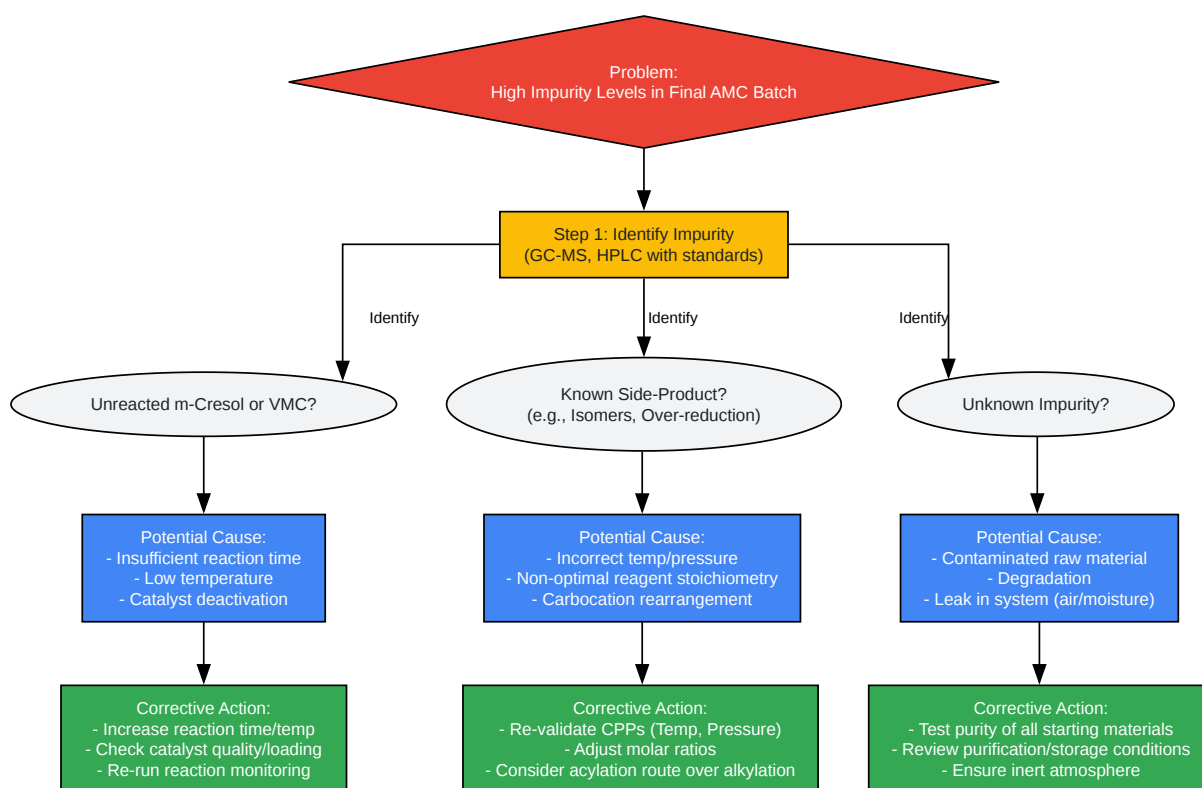 Problem:
High Impurity Levels in Final AMC Batch
Step 1: Identify Impurity
(GC-MS, HPLC with standards)
Identify
Identify
Identify
Unreacted m-Cresol or VMC?
Known Side-Product?
(e.g., Isomers, Over-reduction)
Unknown Impurity?
Potential Cause:
- Insufficient reaction time
- Low temperature
- Catalyst deactivation
Potential Cause:
- Incorrect temp/pressure
- Non-optimal reagent stoichiometry
- Carbocation rearrangement
Potential Cause:
- Contaminated raw material
- Degradation
- Leak in system (air/moisture)
Corrective Action:
- Increase reaction time/temp
- Check catalyst quality/loading
- Re-run reaction monitoring
Corrective Action:
- Re-validate CPPs (Temp, Pressure)
- Adjust molar ratios
- Consider acylation route over alkylation
Corrective Action:
- Test purity of all starting materials
- Review purification/storage conditions
- Ensure inert atmosphere